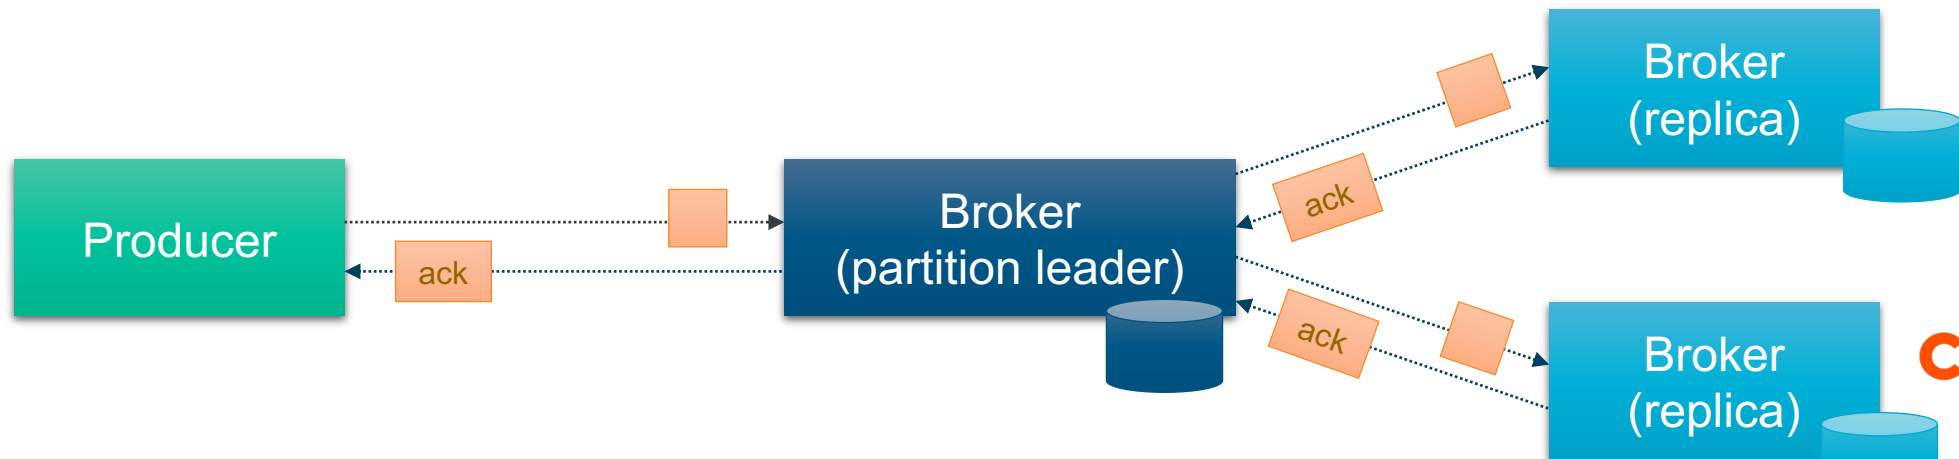 Producer
ack
Broker
(partition leader)
ack
ack
Broker
(replica)
Broker
(replica)